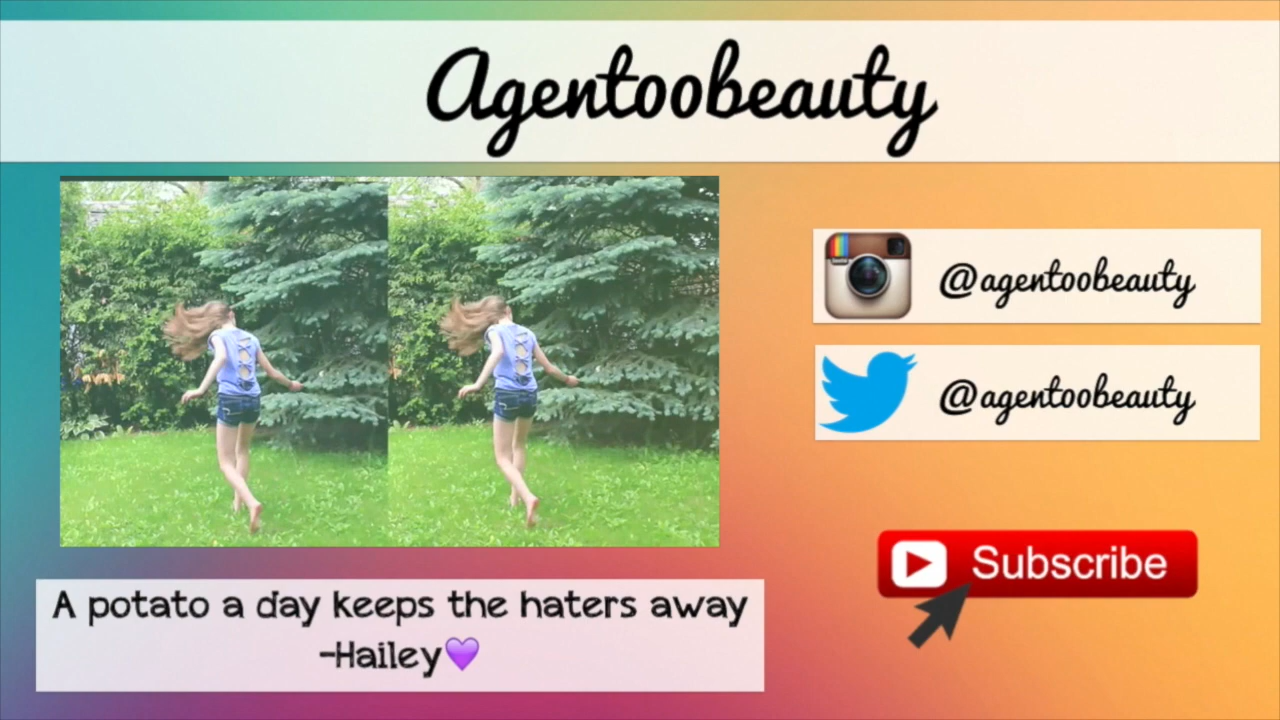 Agentoobeauty
@agentoobeauty
@agentoobeauty
Subscribe
A potato a day keeps the haters away
-Hailey💜